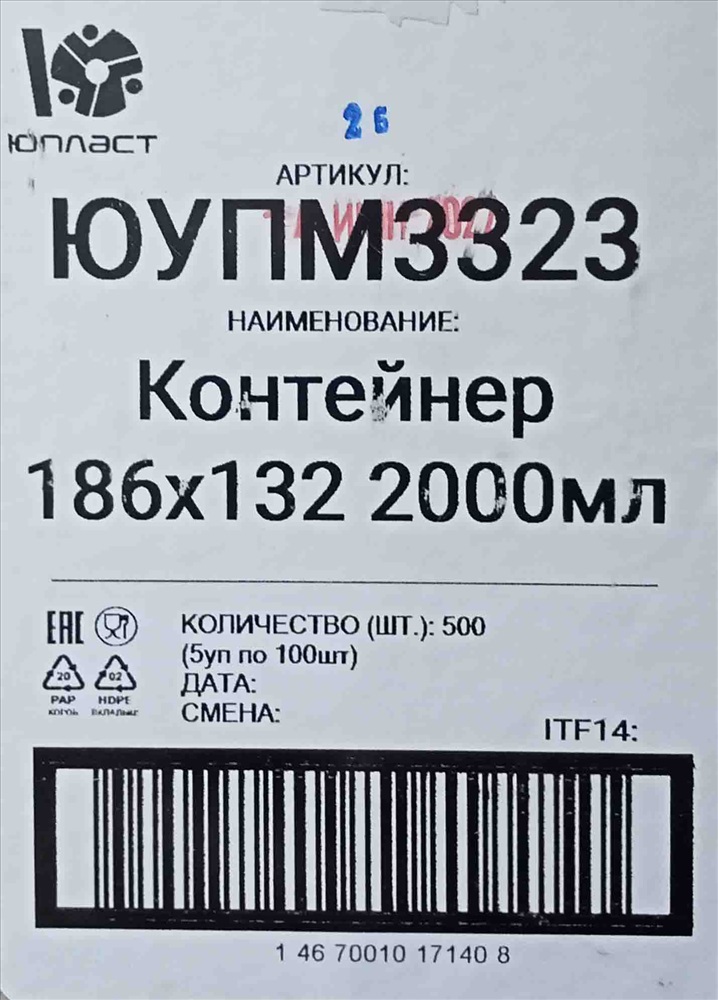 ЮПЛАСТ
26
АРТИКУЛ:
ЮУПМ3323
НАИМЕНОВАНИЕ:
Контейнер
186х132 2000мл
EAC
КОЛИЧЕСТВО (ШТ.): 500
(5уп по 100шт)
ДАТА:
СМЕНА:
20 02
PAP HDPE
ITF14:
1 46 70010 17140 8